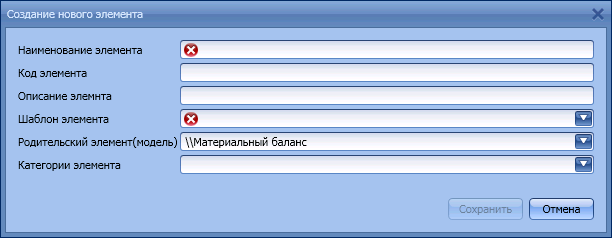 Создание нового элемента
Наименование элемента
Код элемента
Описание элемнта
Шаблон элемента
Родительский элемент(модель) \\Материальный баланс
Категории элемента
Сохранить Отмена